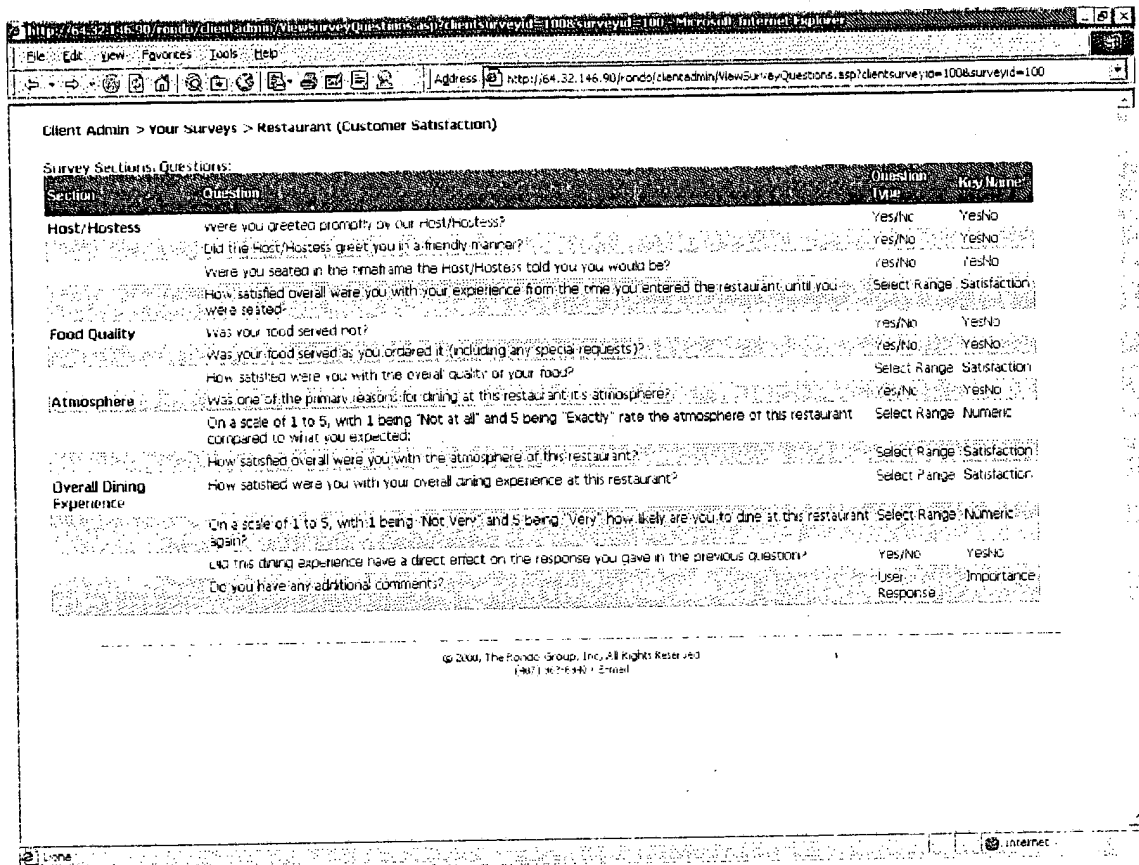 http://64.32.146.90/rondo/clientadmin/ViewSurveyQuestions.asp?clientsurveyid=100&surveyid=100 - Microsoft Internet Explorer
File Edit View Favorites Tools Help
Address http://64.32.146.90/rondo/clientadmin/ViewSurveyQuestions.asp?clientsurveyid=100&surveyid=100
Client Admin > Your Surveys > Restaurant (Customer Satisfaction)
Survey Sections, Questions:
Section Question Question Type Key Name
Host/Hostess Were you greeted promptly by our Host/Hostess? Yes/No YesNo
Did the Host/Hostess greet you in a friendly manner? Yes/No YesNo
Were you seated in the timeframe the Host/Hostess told you you would be? Yes/No YesNo
How satisfied overall were you with your experience from the time you entered the restaurant until you Select Range Satisfaction
were seated?
Food Quality Was your food served hot? Yes/No YesNo
Was your food served as you ordered it (including any special requests)? Yes/No YesNo
How satisfied were you with the overall quality of your food? Select Range Satisfaction
Atmosphere Was one of the primary reasons for dining at this restaurant it's atmosphere? Yes/No YesNo
On a scale of 1 to 5, with 1 being "Not at all" and 5 being "Exactly" rate the atmosphere of this restaurant Select Range Numeric
compared to what you expected:
How satisfied overall were you with the atmosphere of this restaurant? Select Range Satisfaction
Overall Dining Experience How satisfied were you with your overall dining experience at this restaurant? Select Range Satisfaction
On a scale of 1 to 5, with 1 being "Not Very" and 5 being "Very" how likely are you to dine at this restaurant Select Range Numeric
again?
Did this dining experience have a direct effect on the response you gave in the previous question? Yes/No YesNo
Do you have any additional comments? User Response Importance
© 2000, The Rondo Group, Inc, All Rights Reserved
E-mail
Done Internet